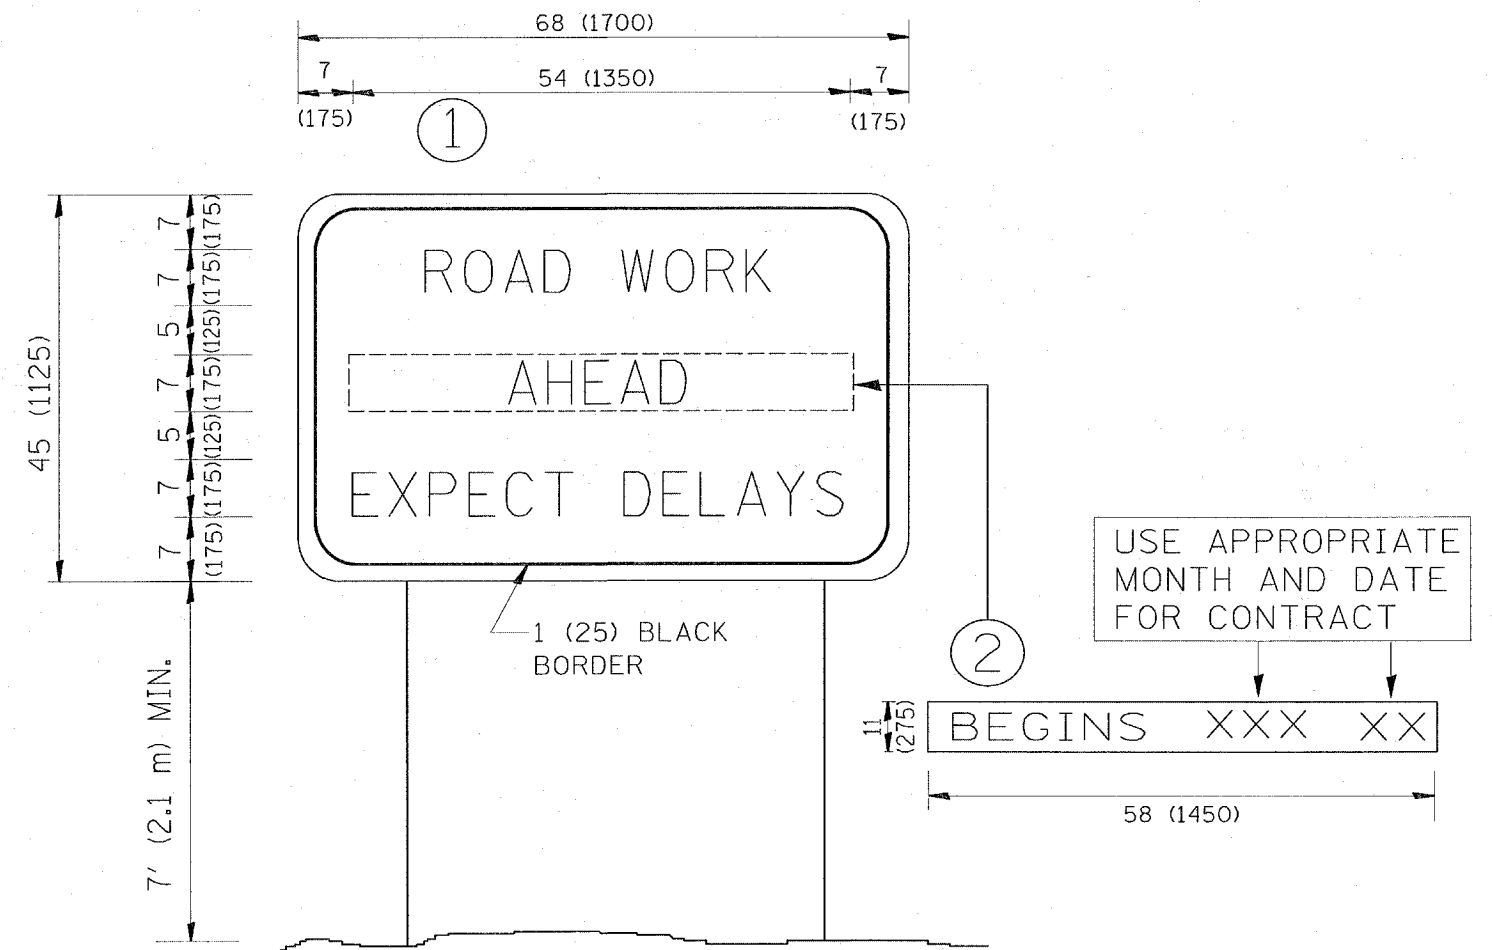 68 (1700)
7
54 (1350)
7
(175)
(175)
1
45 (1125)
7 (175)
7 (175)
5 (125)
7 (175)
5 (125)
7 (175)
7 (175)
ROAD WORK
AHEAD
EXPECT DELAYS
1 (25) BLACK
BORDER
7' (2.1 m) MIN.
2
USE APPROPRIATE
MONTH AND DATE
FOR CONTRACT
11
(275)
BEGINS XXX XX
58 (1450)